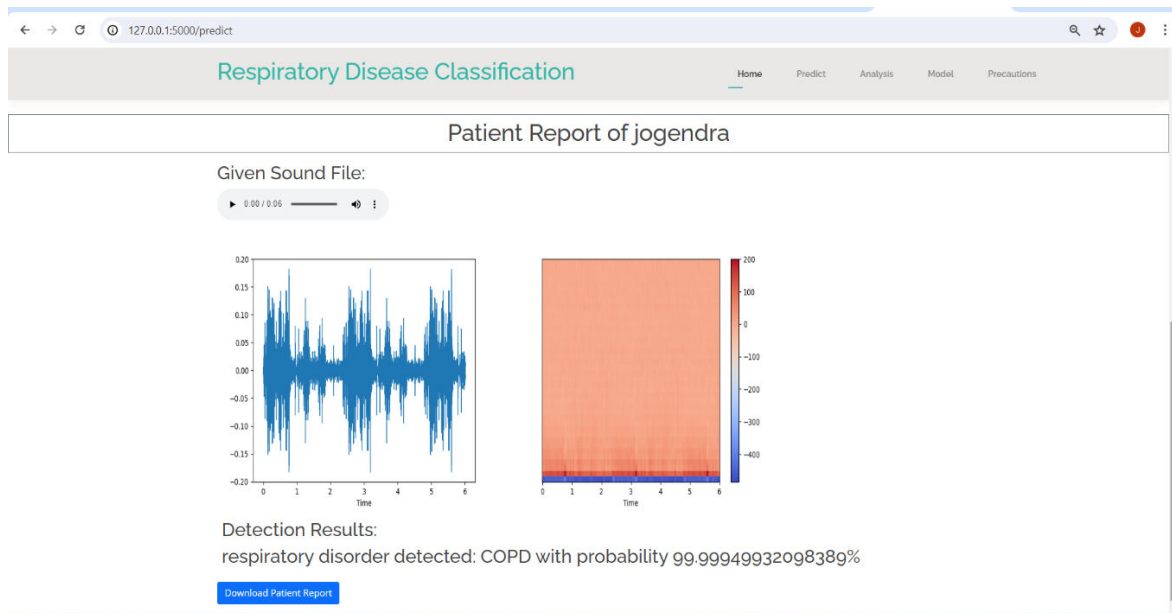 127.0.0.1:5000/predict
J
Respiratory Disease Classification
Home Predict Analysis Model Precautions
Patient Report of jogendra
Given Sound File:
0:00 / 0:06
0.20
0.15
0.10
0.05
0.00
−0.05
−0.10
−0.15
−0.20
0 1 2 3 4 5 6
Time
0 1 2 3 4 5 6
Time
200
100
0
−100
−200
−300
−400
Detection Results:
respiratory disorder detected: COPD with probability 99.9949932098389%
Download Patient Report